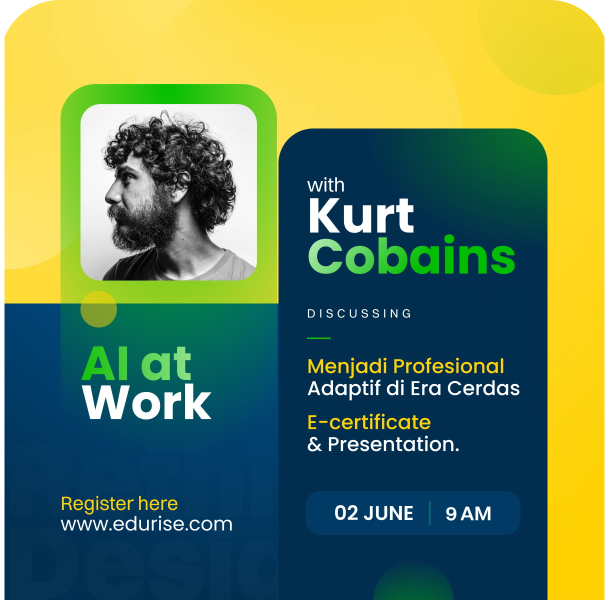 AI at
Work
Register here
www.edurise.com
with
Kurt
Cobains
DISCUSSING
Menjadi Profesional
Adaptif di Era Cerdas
E-certificate
& Presentation.
02 JUNE
9 AM